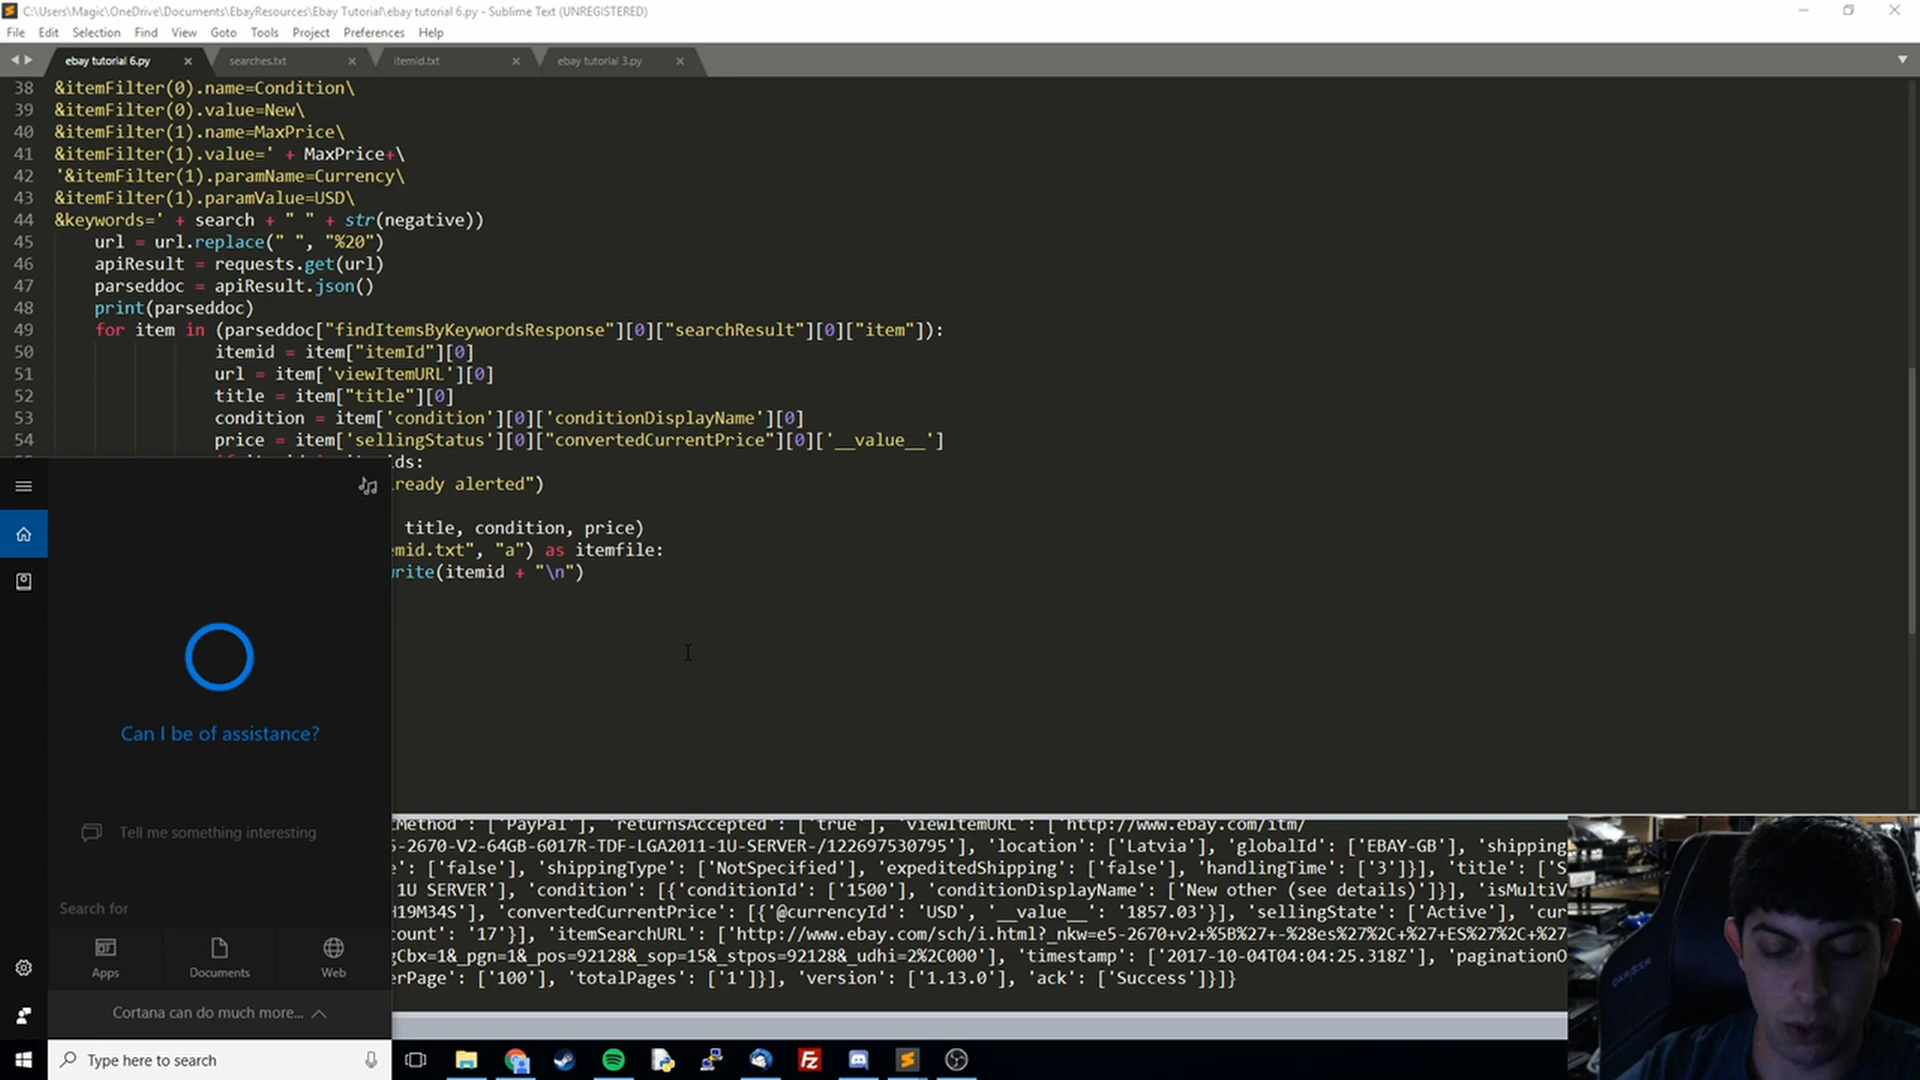 C:\Users\Magic\OneDrive\Documents\EbayResources\Ebay Tutorial\ebay tutorial 6.py - Sublime Text (UNREGISTERED)
File Edit Selection Find View Goto Tools Project Preferences Help
ebay tutorial 6.py searches.txt itemid.txt ebay tutorial 3.py
38 &itemFilter(0).name=Condition\
39 &itemFilter(0).value=New\
40 &itemFilter(1).name=MaxPrice\
41 &itemFilter(1).value=' + MaxPrice+\
42 '&itemFilter(1).paramName=Currency\
43 &itemFilter(1).paramValue=USD\
44 &keywords=' + search + " " + str(negative))
45 url = url.replace(" ", "%20")
46 apiResult = requests.get(url)
47 parseddoc = apiResult.json()
48 print(parseddoc)
49 for item in (parseddoc["findItemsByKeywordsResponse"][0]["searchResult"][0]["item"]):
50 itemid = item["itemId"][0]
51 url = item['viewItemURL'][0]
52 title = item["title"][0]
53 condition = item['condition'][0]['conditionDisplayName'][0]
54 price = item['sellingStatus'][0]["convertedCurrentPrice"][0]['__value__']
ds:
ready alerted")
title, condition, price)
mid.txt", "a") as itemfile:
write(itemid + "\n")
Can I be of assistance?
Tell me something interesting
Search for
Apps Documents Web
Cortana can do much more...
Type here to search
tMethod': ['PayPal'], 'returnsAccepted': ['true'], 'viewItemURL': ['http://www.ebay.com/itm/
5-2670-V2-64GB-6017R-TDF-LGA2011-1U-SERVER-/122697530795'], 'location': ['Latvia'], 'globalId': ['EBAY-GB'], 'shipping
e': ['false'], 'shippingType': ['NotSpecified'], 'expeditedShipping': ['false'], 'handlingTime': ['3']}], 'title': ['S
1U SERVER'], 'condition': [{'conditionId': ['1500'], 'conditionDisplayName': ['New other (see details)']}], 'isMultiV
H19M34S'], 'convertedCurrentPrice': [{'@currencyId': 'USD', '__value__': '1857.03'}], 'sellingState': ['Active'], 'cur
count': '17'}], 'itemSearchURL': ['http://www.ebay.com/sch/i.html?_nkw=e5-2670+v2+%5B%27+-%28es%27%2C+%27+ES%27%2C+%27
gCbx=1&_pgn=1&_pos=92128&_sop=15&_stpos=92128&_udhi=2%2C000'], 'timestamp': ['2017-10-04T04:04:25.318Z'], 'paginationO
erPage': ['100'], 'totalPages': ['1']}], 'version': ['1.13.0'], 'ack': ['Success']}]}
DXRACER